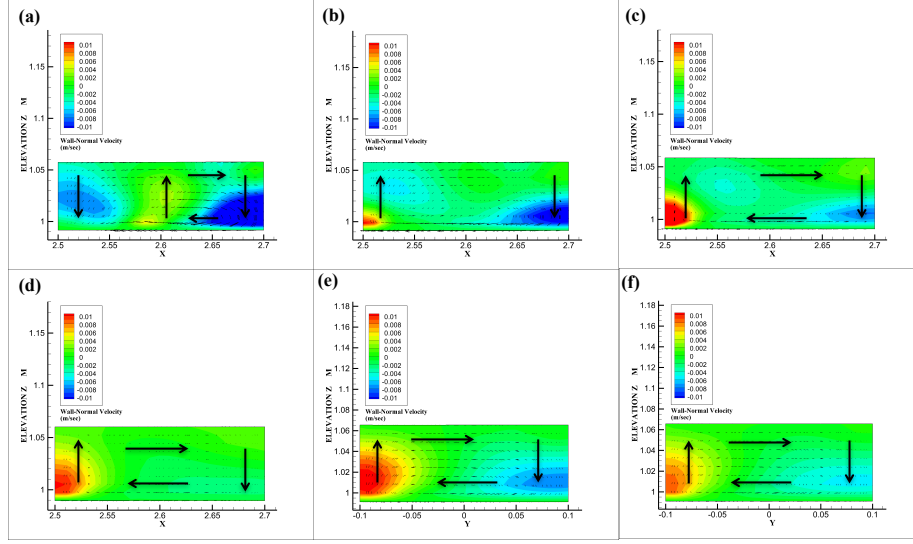 (a)
0.01
0.008
0.006
0.004
0.002
0
-0.002
-0.004
-0.006
-0.008
-0.01
Wall-Normal Velocity
(m/sec)
ELEVATION Z M
1.15
1.1
1.05
1
2.5 2.55 2.6 2.65 2.7
X
(b)
0.01
0.008
0.006
0.004
0.002
0
-0.002
-0.004
-0.006
-0.008
-0.01
Wall-Normal Velocity
(m/sec)
ELEVATION Z M
1.15
1.1
1.05
1
2.5 2.55 2.6 2.65 2.7
X
(c)
0.01
0.008
0.006
0.004
0.002
0
-0.002
-0.004
-0.006
-0.008
-0.01
Wall-Normal Velocity
(m/sec)
ELEVATION Z M
1.15
1.1
1.05
1
2.5 2.55 2.6 2.65 2.7
X
(d)
0.01
0.008
0.006
0.004
0.002
0
-0.002
-0.004
-0.006
-0.008
-0.01
Wall-Normal Velocity
(m/sec)
ELEVATION Z M
1.15
1.1
1.05
1
2.5 2.55 2.6 2.65 2.7
X
(e)
0.01
0.008
0.006
0.004
0.002
0
-0.002
-0.004
-0.006
-0.008
-0.01
Wall-Normal Velocity
(m/sec)
ELEVATION Z M
1.18
1.16
1.14
1.12
1.1
1.08
1.06
1.04
1.02
1
-0.1 -0.05 0 0.05 0.1
Y
(f)
0.01
0.008
0.006
0.004
0.002
0
-0.002
-0.004
-0.006
-0.008
-0.01
Wall-Normal Velocity
(m/sec)
ELEVATION Z M
1.18
1.16
1.14
1.12
1.1
1.08
1.06
1.04
1.02
1
-0.1 -0.05 0 0.05 0.1
Y